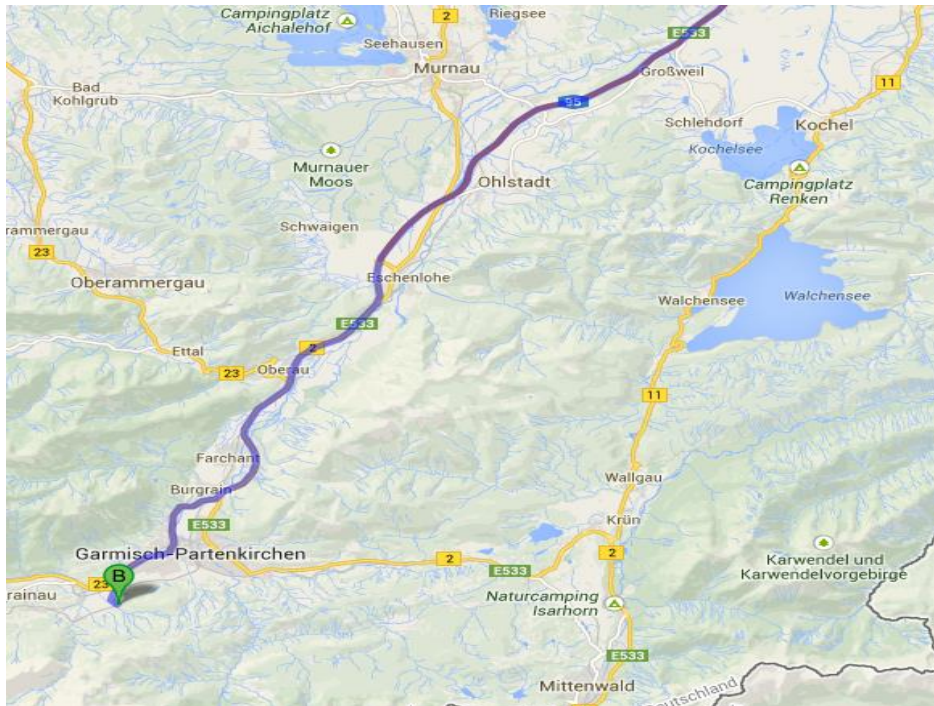 Campingplatz
Aichalehof
2
Riegsee
Seehausen
E533
Murnau
Großweil
Bad
Kohlgrub
95
11
Schlehdorf
Kochel
Kochelsee
Murnauer
Moos
Ohlstadt
Campingplatz
Renken
Schwaigen
rammergau
23
Eschenlohe
Oberammergau
Walchensee
Walchensee
E533
Ettal
2
23
Oberau
11
Farchant
Wallgau
Burgrain
E533
Krün
Garmisch-Partenkirchen
2
E533
2
Karwendel und
Karwendelvorgebirge
B
23
rainau
Naturcamping
Isarhorn
E533
Mittenwald
Deutschland